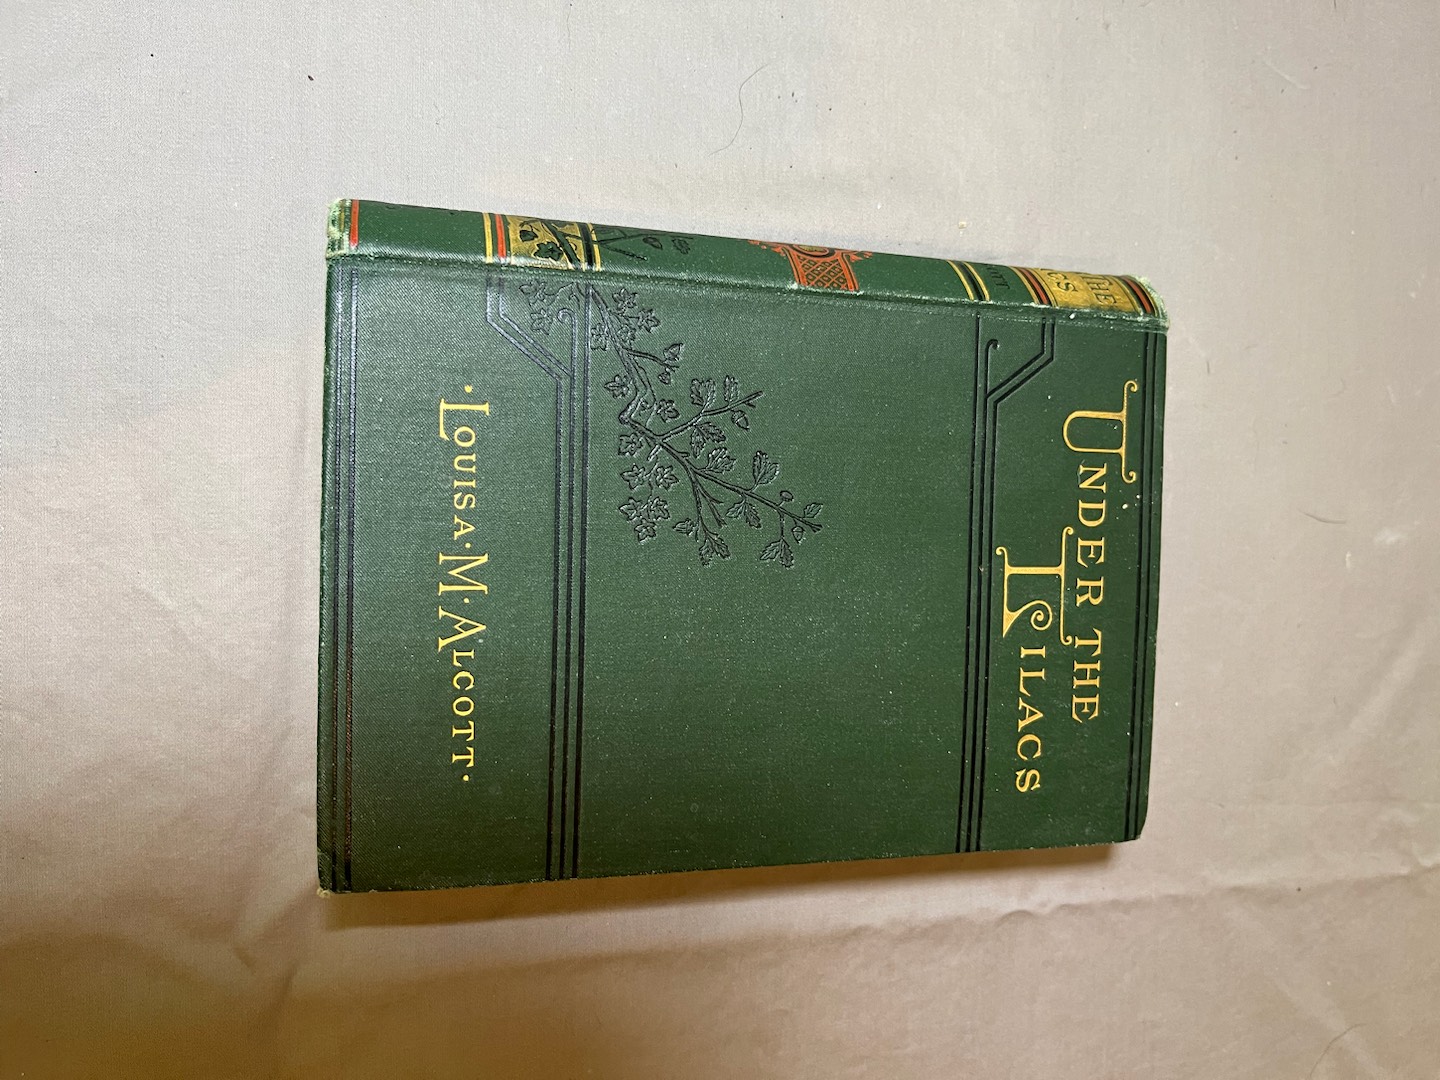 UNDER THE
LILACS
·LOUISA·M·ALCOTT·